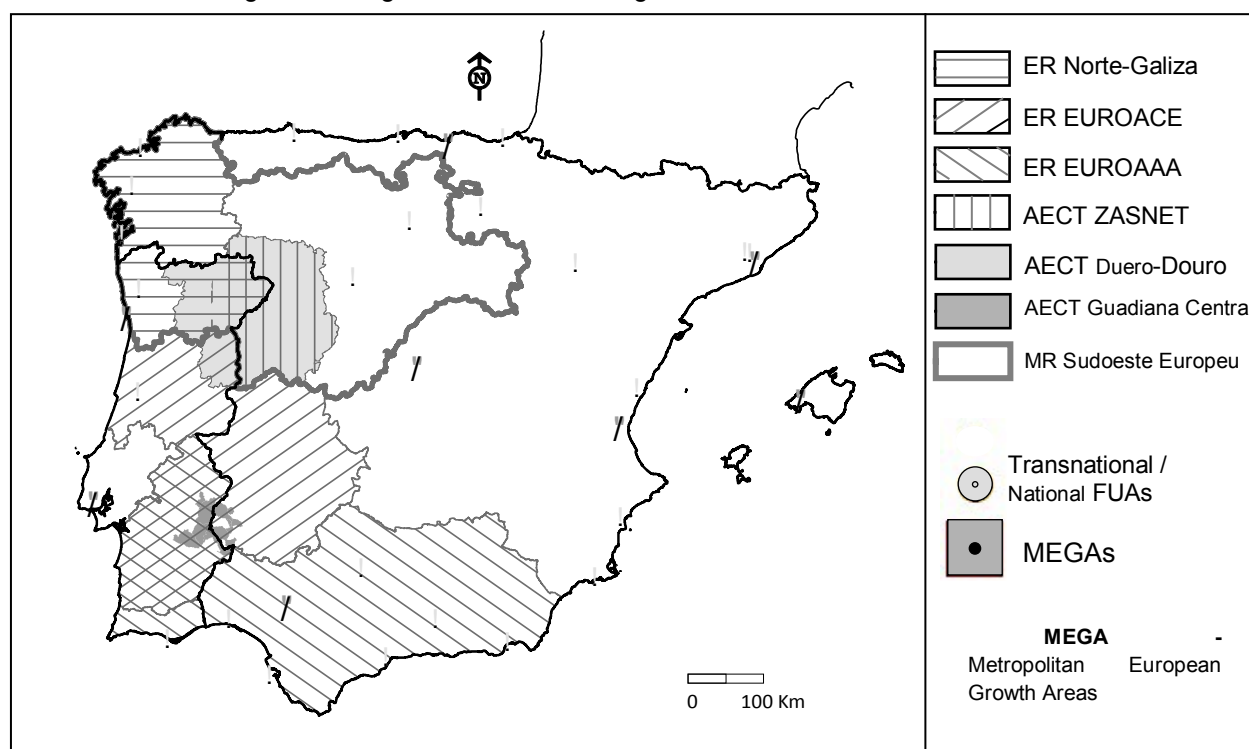 N
ER Norte-Galiza
ER EUROACE
ER EUROAAA
AECT ZASNET
AECT Duero-Douro
AECT Guadiana Centra
MR Sudoeste Europeu
Transnational /
National FUAs
MEGAs
MEGA -
Metropolitan European
Growth Areas
0 100 Km